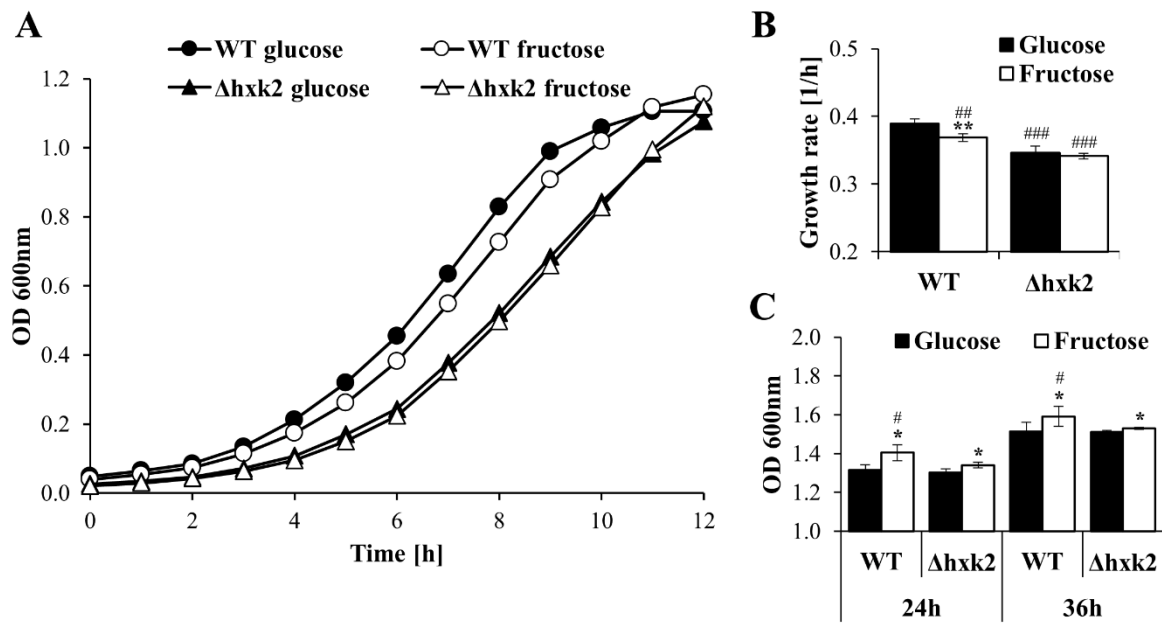 A
WT glucose WT fructose
Δhxk2 glucose Δhxk2 fructose
1.2
1.0
0.8
0.6
0.4
0.2
0.0
OD 600nm
0 2 4 6 8 10 12
Time [h]
B
Glucose
Fructose
0.5
0.4
0.3
0.2
Growth rate [1/h]
##
**
### ###
WT Δhxk2
C
Glucose Fructose
2.0
1.8
1.6
1.4
1.2
1.0
OD 600nm
# #
* * * *
WT Δhxk2 WT Δhxk2
24h 36h